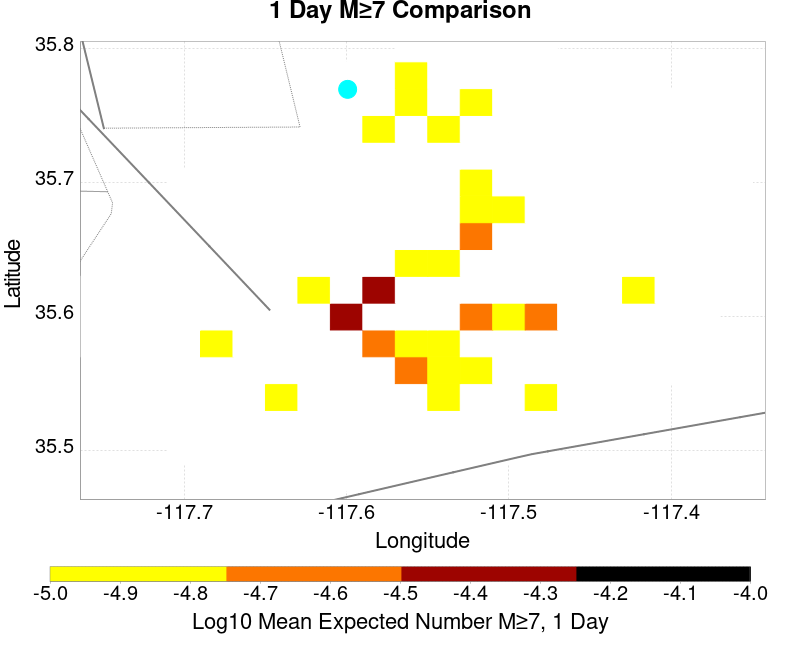 1 Day M≥7 Comparison
35.8
35.7
35.6
35.5
Latitude
-117.7 -117.6 -117.5 -117.4
Longitude
-5.0 -4.9 -4.8 -4.7 -4.6 -4.5 -4.4 -4.3 -4.2 -4.1 -4.0
Log10 Mean Expected Number M≥7, 1 Day